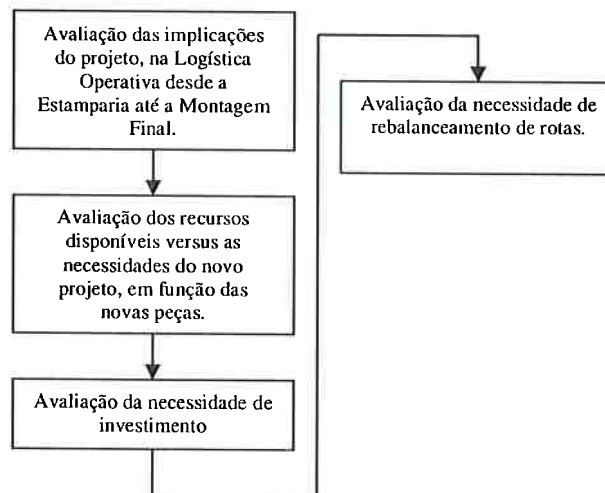 Avaliação das implicações
do projeto, na Logística
Operativa desde a
Estamparia até a Montagem
Final.
Avaliação dos recursos
disponíveis versus as
necessidades do novo
projeto, em função das
novas peças.
Avaliação da necessidade de
investimento
Avaliação da necessidade de
rebalanceamento de rotas.